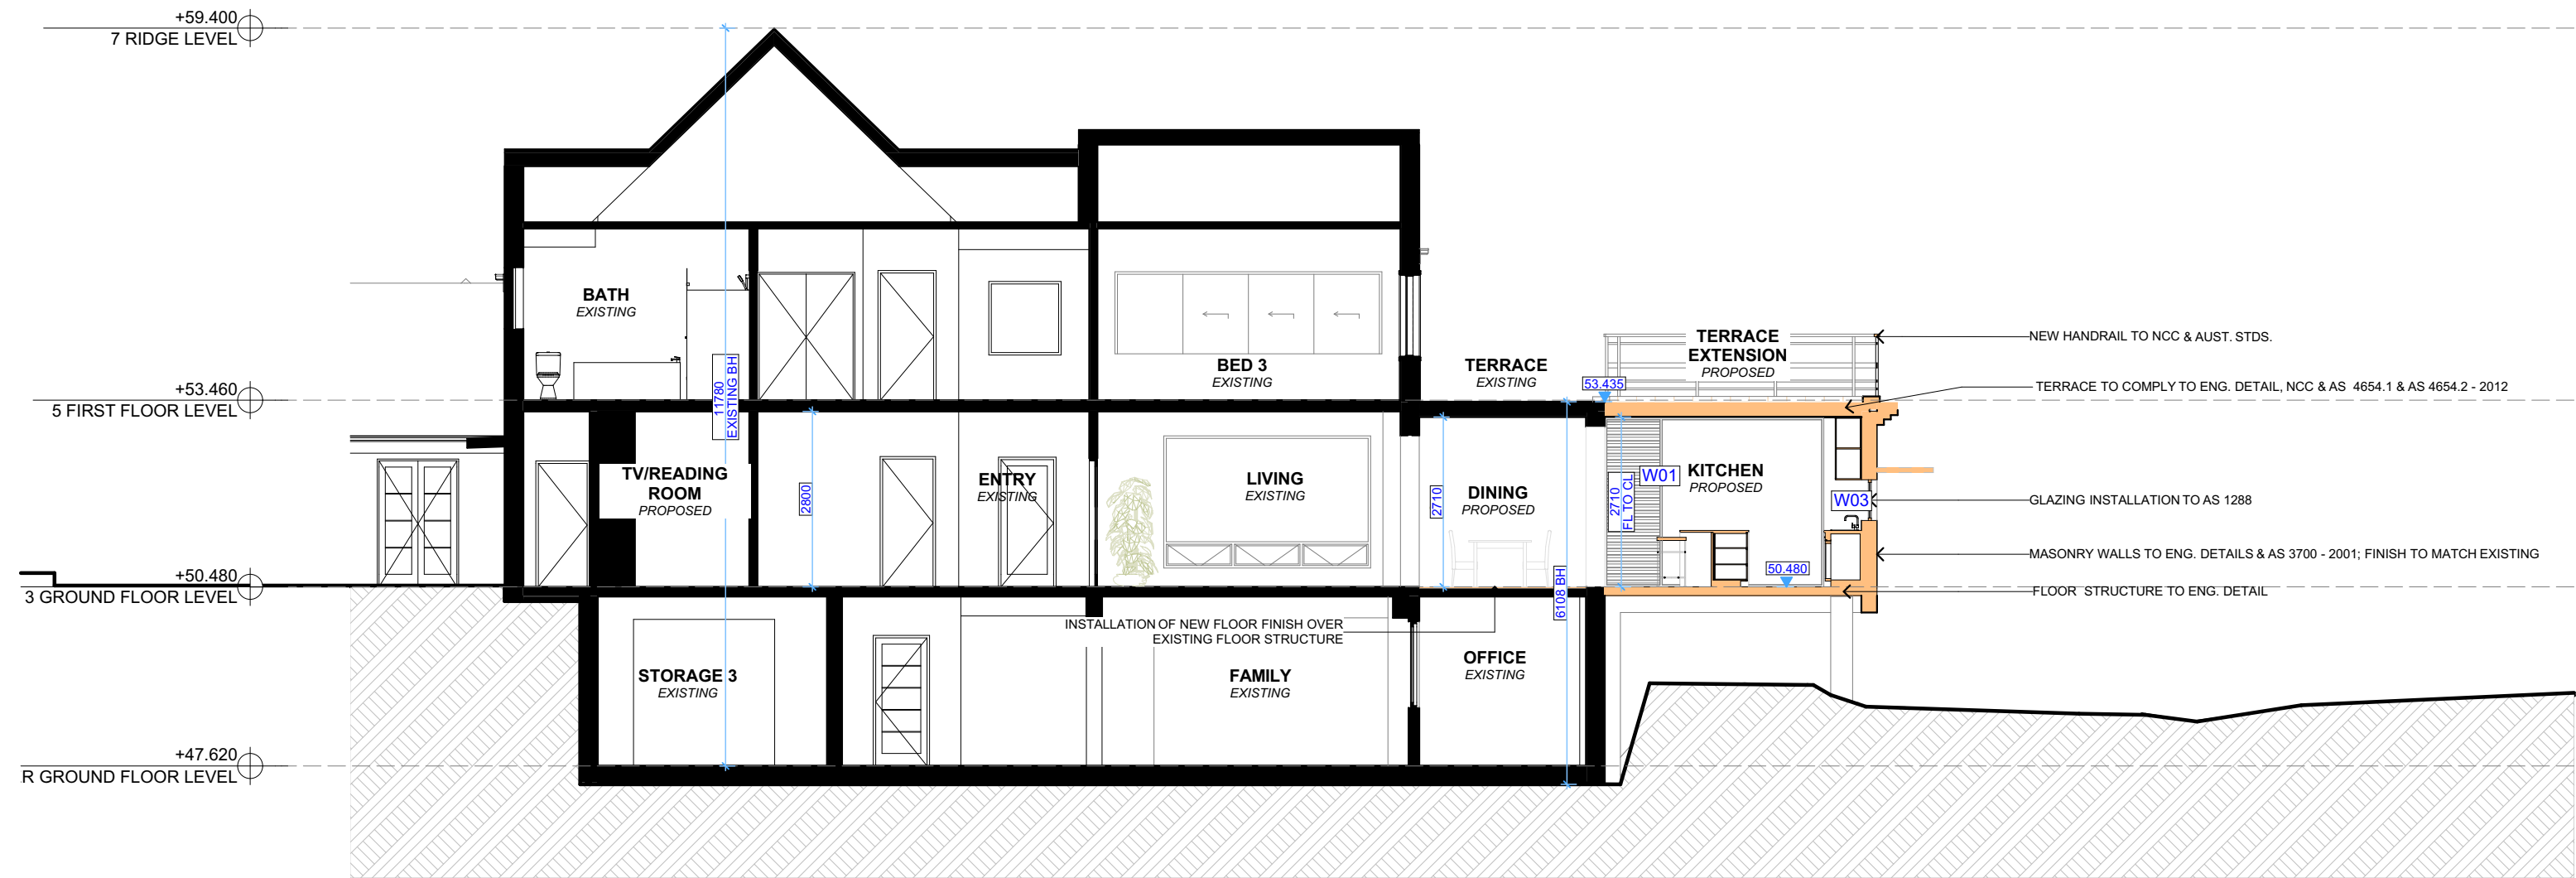 +59.400
7 RIDGE LEVEL
BATH
EXISTING
11780
EXISTING BH
BED 3
EXISTING
TERRACE
EXISTING
TERRACE
EXTENSION
PROPOSED
NEW HANDRAIL TO NCC & AUST. STDS.
+53.460
5 FIRST FLOOR LEVEL
53.435
TERRACE TO COMPLY TO ENG. DETAIL, NCC & AS 4654.1 & AS 4654.2 - 2012
TV/READING
ROOM
PROPOSED
2800
ENTRY
EXISTING
LIVING
EXISTING
2710
DINING
PROPOSED
2710
FL TO CL
W01
KITCHEN
PROPOSED
W03
GLAZING INSTALLATION TO AS 1288
MASONRY WALLS TO ENG. DETAILS & AS 3700 - 2001; FINISH TO MATCH EXISTING
50.480
+50.480
3 GROUND FLOOR LEVEL
6108 BH
FLOOR STRUCTURE TO ENG. DETAIL
INSTALLATION OF NEW FLOOR FINISH OVER
EXISTING FLOOR STRUCTURE
STORAGE 3
EXISTING
FAMILY
EXISTING
OFFICE
EXISTING
+47.620
R GROUND FLOOR LEVEL